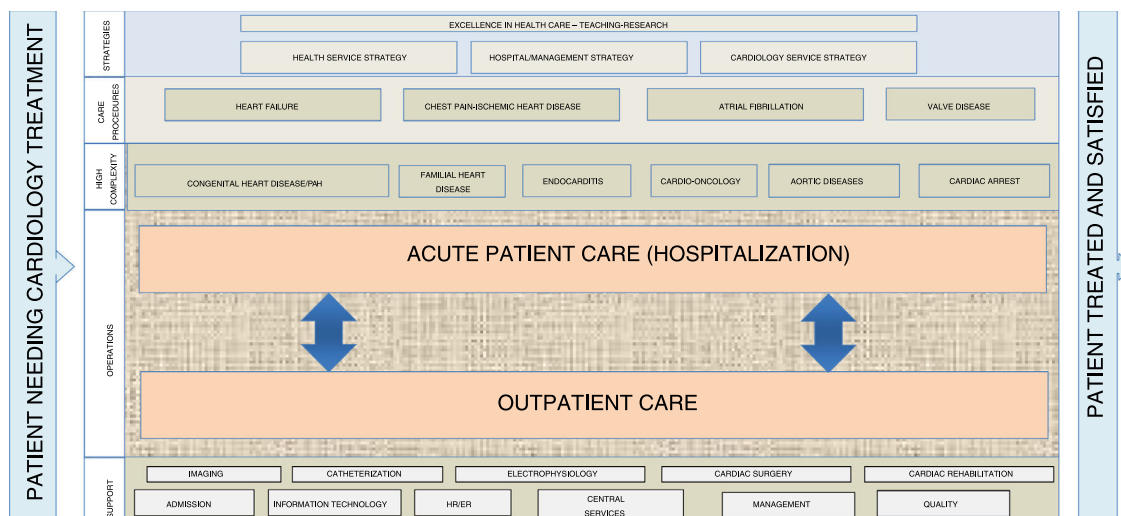 PATIENT NEEDING CARDIOLOGY TREATMENT
STRATEGIES
EXCELLENCE IN HEALTH CARE – TEACHING-RESEARCH
HEALTH SERVICE STRATEGY
HOSPITAL/MANAGEMENT STRATEGY
CARDIOLOGY SERVICE STRATEGY
CARE
PROCEDURES
HEART FAILURE
CHEST PAIN-ISCHEMIC HEART DISEASE
ATRIAL FIBRILLATION
VALVE DISEASE
HIGH
COMPLEXITY
CONGENITAL HEART DISEASE/PAH
FAMILIAL HEART
DISEASE
ENDOCARDITIS
CARDIO-ONCOLOGY
AORTIC DISEASES
CARDIAC ARREST
OPERATIONS
ACUTE PATIENT CARE (HOSPITALIZATION)
OUTPATIENT CARE
SUPPORT
IMAGING
CATHETERIZATION
ELECTROPHYSIOLOGY
CARDIAC SURGERY
CARDIAC REHABILITATION
ADMISSION
INFORMATION TECHNOLOGY
HR/ER
CENTRAL
SERVICES
MANAGEMENT
QUALITY
PATIENT TREATED AND SATISFIED